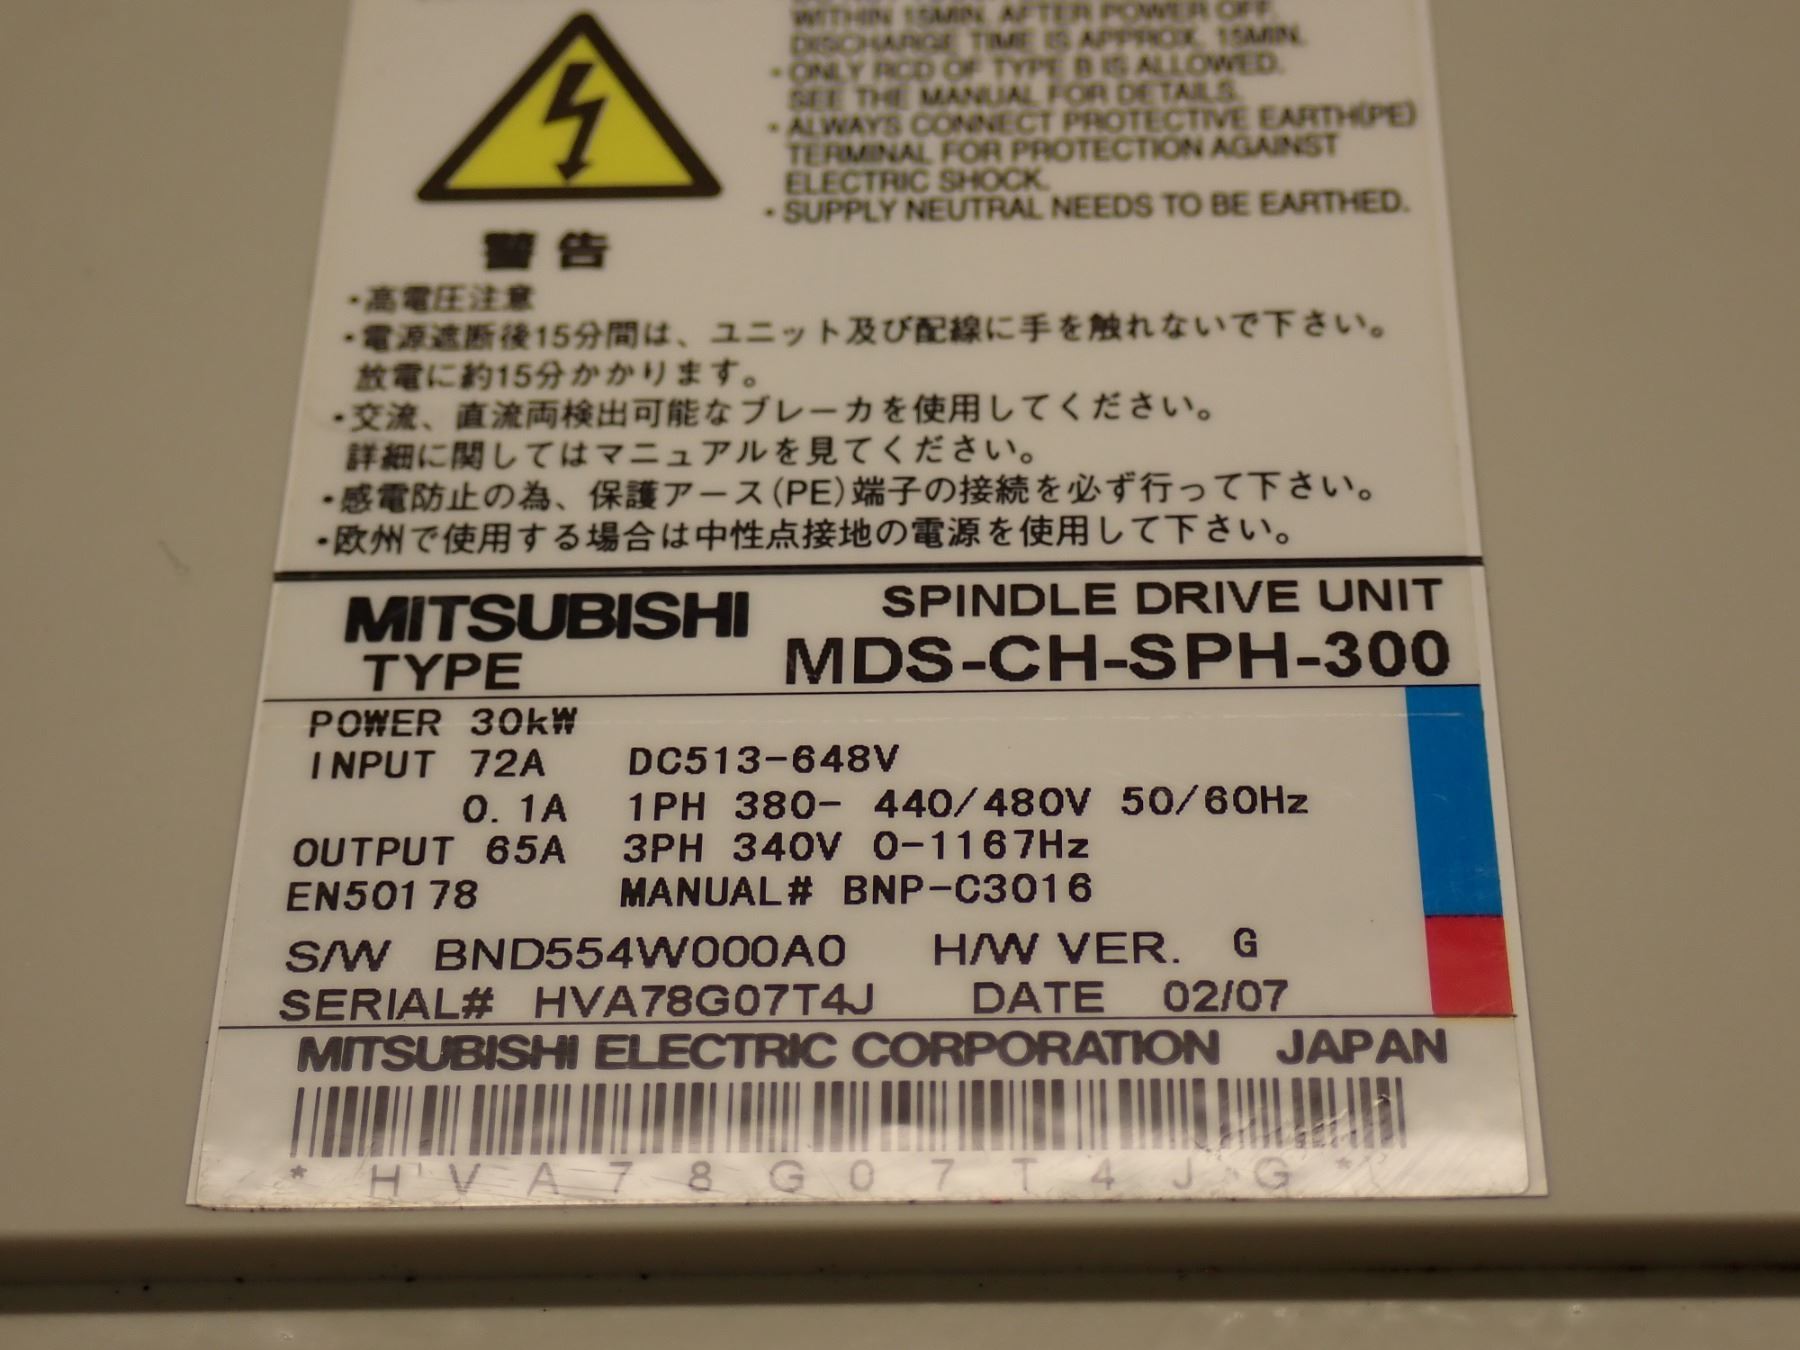 WITHIN 15MIN. AFTER POWER OFF.
DISCHARGE TIME IS APPROX. 15MIN.
・ONLY RCD OF TYPE B IS ALLOWED.
SEE THE MANUAL FOR DETAILS.
・ALWAYS CONNECT PROTECTIVE EARTH(PE)
TERMINAL FOR PROTECTION AGAINST
ELECTRIC SHOCK.
・SUPPLY NEUTRAL NEEDS TO BE EARTHED.
警告
・高電圧注意
・電源遮断後15分間は、ユニット及び配線に手を触れないで下さい。
放電に約15分かかります。
・交流、直流両検出可能なブレーカを使用してください。
詳細に関してはマニュアルを見てください。
・感電防止の為、保護アース(PE)端子の接続を必ず行って下さい。
・欧州で使用する場合は中性点接地の電源を使用して下さい。
MITSUBISHI SPINDLE DRIVE UNIT
TYPE MDS-CH-SPH-300
POWER 30kW
INPUT 72A DC513-648V
0.1A 1PH 380- 440/480V 50/60Hz
OUTPUT 65A 3PH 340V 0-1167Hz
EN50178 MANUAL# BNP-C3016
S/W BND554W000A0 H/W VER. G
SERIAL# HVA78G07T4J DATE 02/07
MITSUBISHI ELECTRIC CORPORATION JAPAN
* H V A 7 8 G 0 7 T 4 J G *